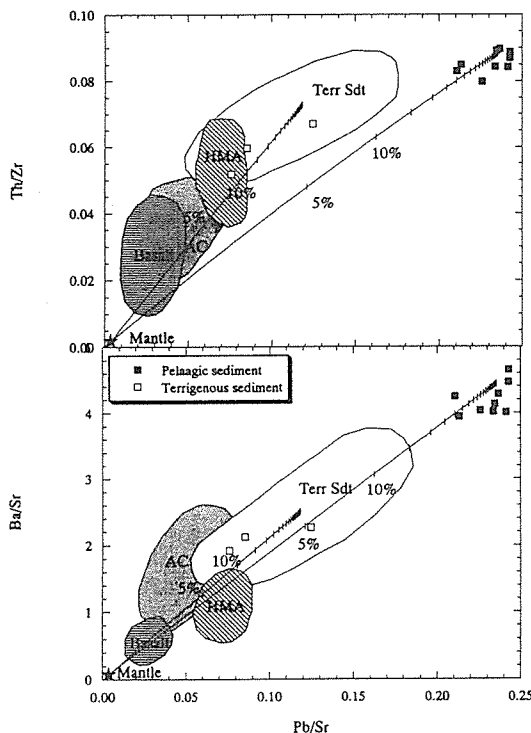 0.10
0.08
Terr Sdt
0.06
HMA
10%
Th/Zr
10%
5%
0.04
5%
AC
Basalt
0.02
0
Mantle
Pelaagic sediment
Terrigenous sediment
4
3
Terr Sdt
10%
Ba/Sr
5%
2
AC
10%
5%
HMA
1
Basalt
0
Mantle
0.00 0.05 0.10 0.15 0.20 0.25
Pb/Sr